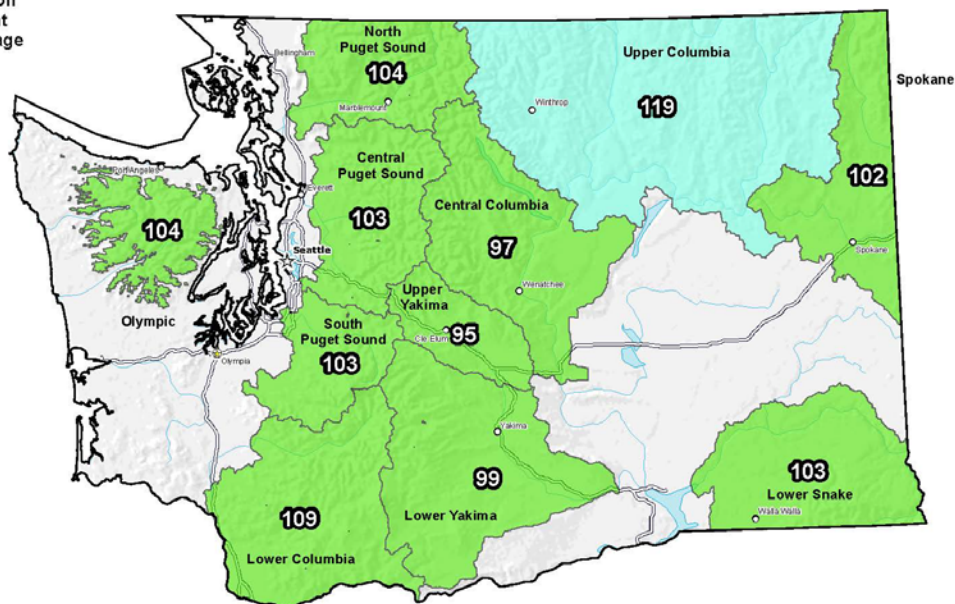 nge
North
Puget Sound
104
Marblemount
Bellingham
Upper Columbia
119
Winthrop
Spokane
102
Spokane
Central
Puget Sound
103
Everett
Central Columbia
97
Wenatchee
Port Angeles
104
Olympic
Seattle
Upper
Yakima
95
Cle Elum
South
Puget Sound
103
Olympia
Yakima
99
Lower Yakima
109
Lower Columbia
103
Lower Snake
Walla Walla